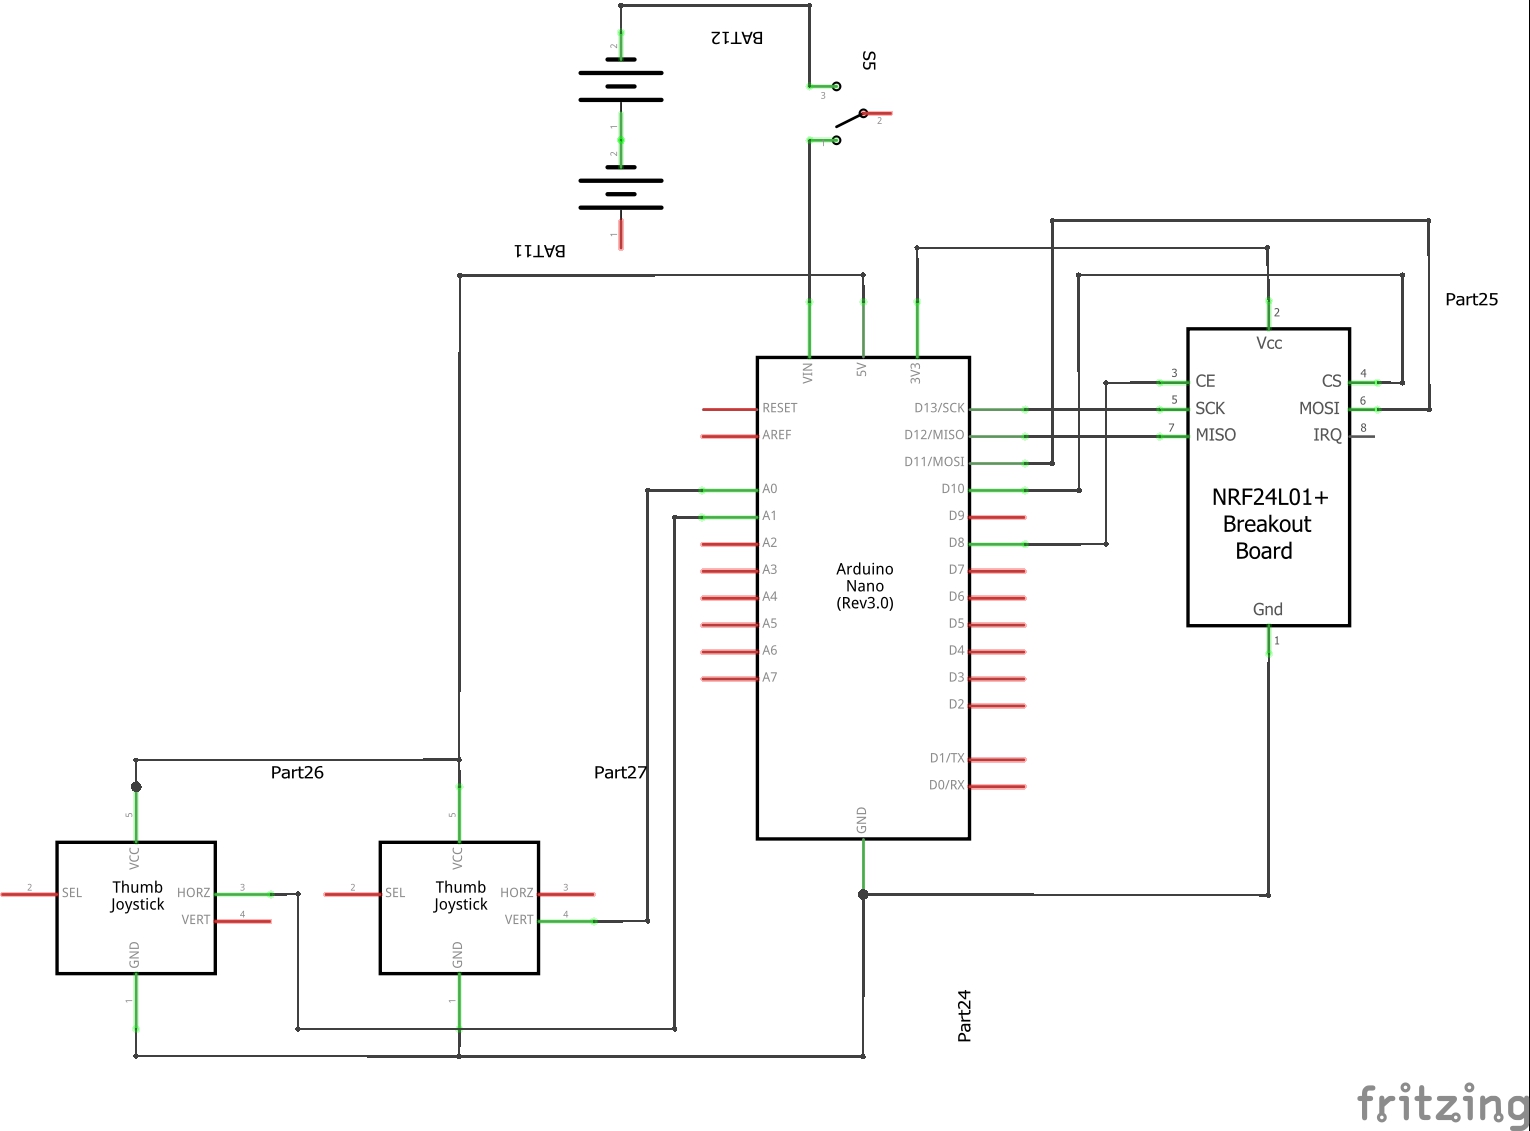 BAT12
S5
2
3
2
1
1
2
1
BAT11
Part25
2
Vcc
VIN
5V
3V3
3
CE
CS
4
RESET
D13/SCK
5
SCK
MOSI
6
AREF
D12/MISO
7
MISO
IRQ
8
D11/MOSI
A0
D10
NRF24L01+
Breakout
Board
A1
D9
A2
D8
A3
D7
Arduino
Nano
(Rev3.0)
A4
D6
A5
D5
A6
D4
A7
D3
D2
Gnd
1
D1/TX
D0/RX
GND
Part26
Part27
5
VCC
5
VCC
2
SEL
Thumb
Joystick
HORZ
3
VERT
4
GND
1
2
SEL
Thumb
Joystick
HORZ
3
VERT
4
GND
1
Part24
fritzing